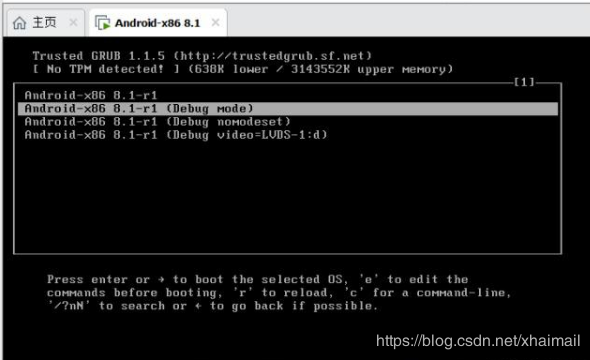 主页
Android-x86 8.1
Trusted GRUB 1.1.5 (http://trustedgrub.sf.net)
[ No TPM detected! ] (638K lower / 3143552K upper memory)
[1]
Android-x86 8.1-r1
Android-x86 8.1-r1 (Debug mode)
Android-x86 8.1-r1 (Debug nomodeset)
Android-x86 8.1-r1 (Debug video=LVDS-1:d)
Press enter or → to boot the selected OS, 'e' to edit the
commands before booting, 'r' to reload, 'c' for a command-line,
'/?nN' to search or ← to go back if possible.
https://blog.csdn.net/xhaimail